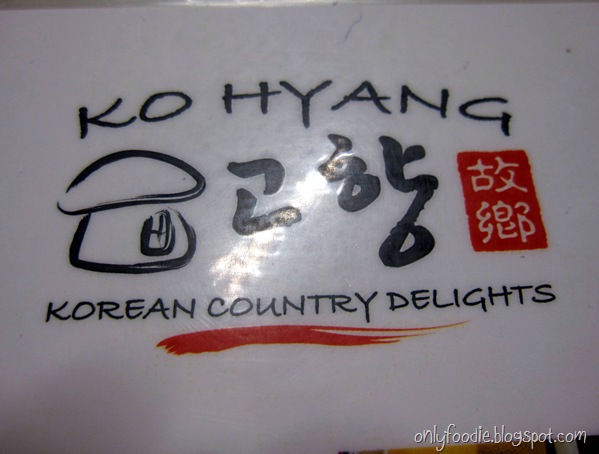 KO HYANG
고향
故鄉
KOREAN COUNTRY DELIGHTS
onlyfoodie.blogspot.com